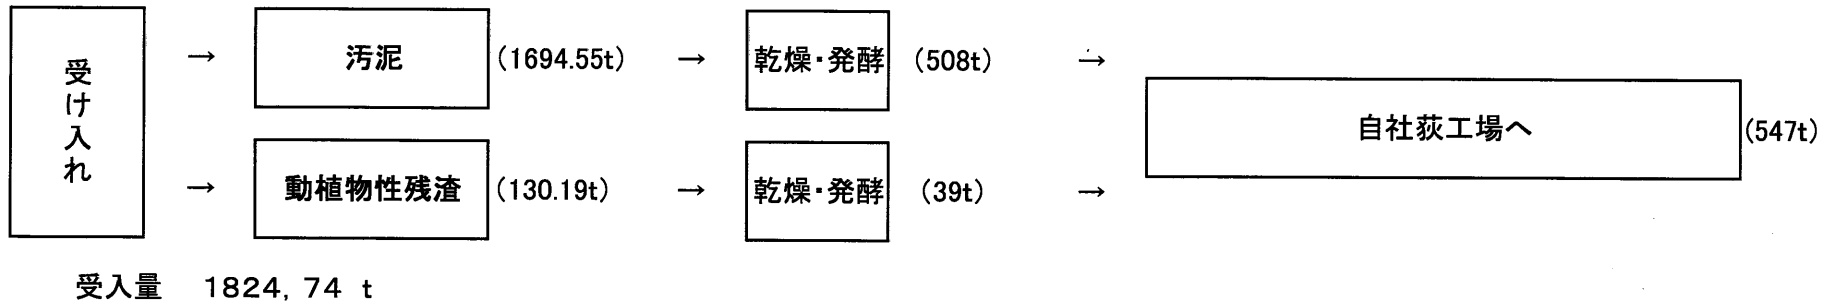 受け入れ
→ 汚泥 (1694.55t) → 乾燥・発酵 (508t) →
→ 動植物性残渣 (130.19t) → 乾燥・発酵 (39t) →
自社荻工場へ (547t)
受入量 1824,74 t